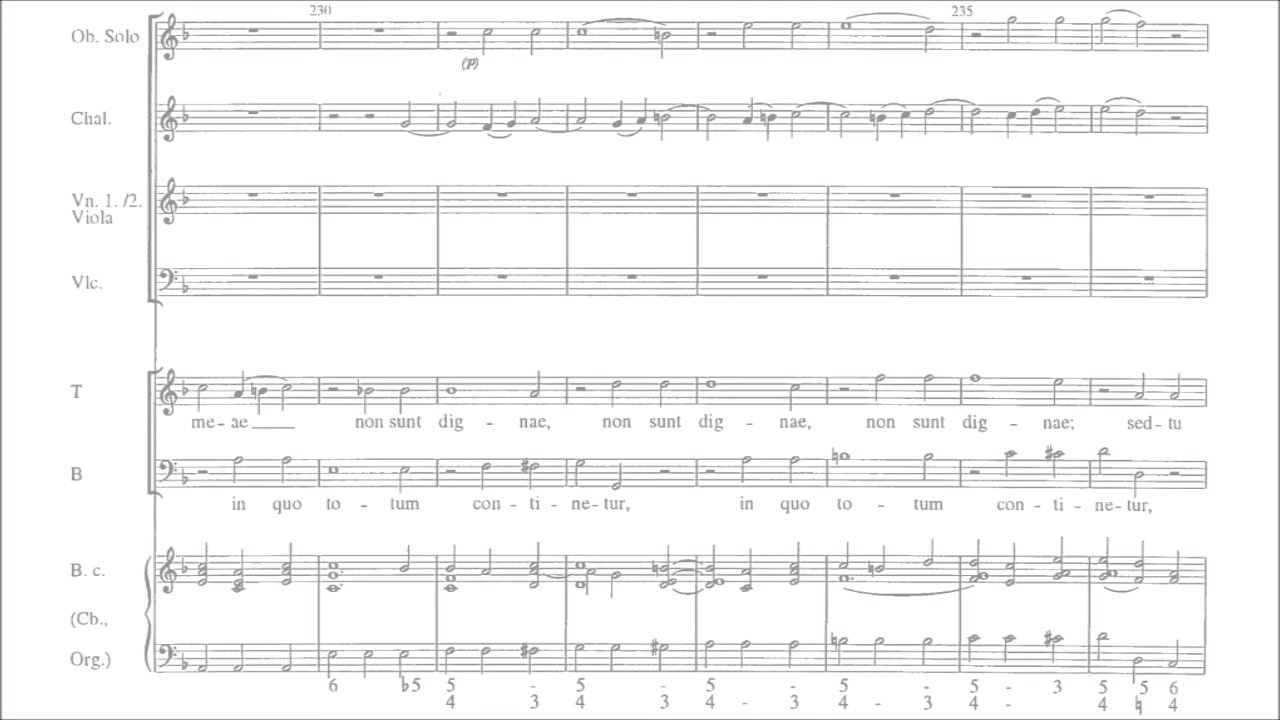 230 235
Ob. Solo
(p)
Chal.
Vn. 1. /2.
Viola
Vlc.
T
me- ae non sunt dig - nae, non sunt dig - nae, non sunt dig - nae; sed- tu
B
in quo to - tum con - ti - ne- tur, in quo to - tum con - ti - ne- tur,
B. c.
(Cb.,
Org.)
6 ♭5 5 - 5 - 5 - 5 - 5 - 3 5 5 6
4 3 4 3 4 - 3 4 - 3 4 - 4 ♮ 4